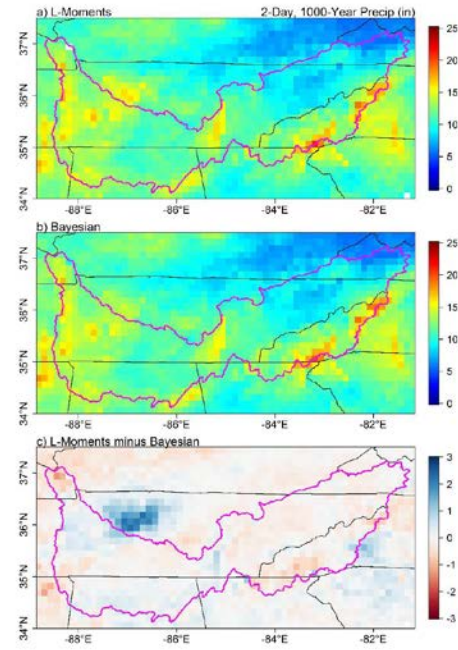 a) L-Moments 2-Day, 1000-Year Precip (in)
37°N
36°N
35°N
34°N
-88°E -86°E -84°E -82°E
25
20
15
10
5
0
b) Bayesian
37°N
36°N
35°N
34°N
-88°E -86°E -84°E -82°E
25
20
15
10
5
0
c) L-Moments minus Bayesian
37°N
36°N
35°N
34°N
-88°E -86°E -84°E -82°E
3
2
1
0
-1
-2
-3